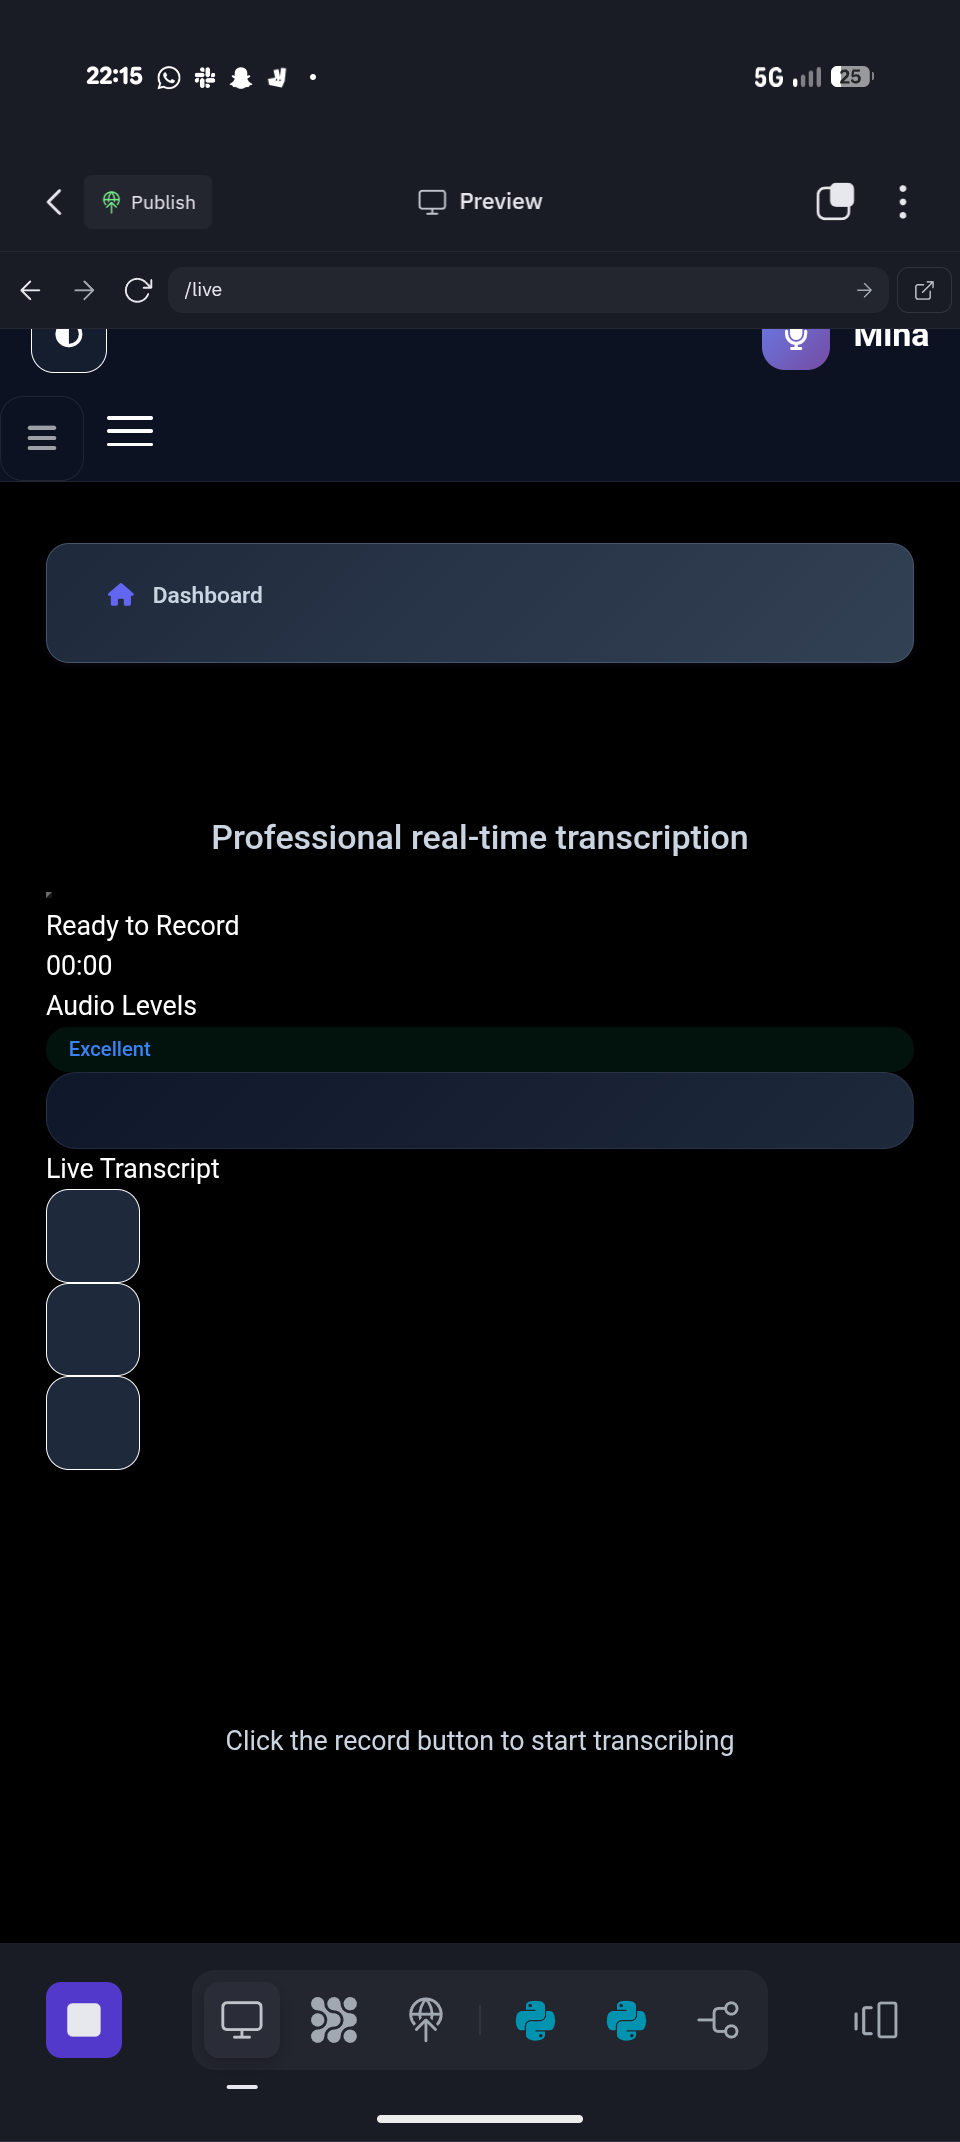 22:15
5G
25
Publish
Preview
/live
Mina
Dashboard
Professional real-time transcription
Ready to Record
00:00
Audio Levels
Excellent
Live Transcript
Click the record button to start transcribing